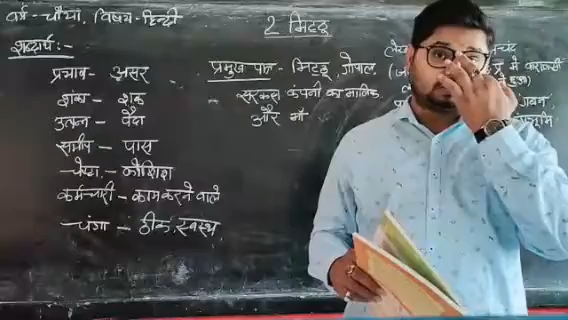 वर्ग - चौथा, विषय - हिन्दी
2 मिट्ठू
शब्दार्थ :-
प्रभाव - असर
शंका - शक
उत्पन्न - पैदा
समीप - पास
चेष्टा - कोशिश
कर्मचारी - काम करने वाले
चंगा - ठीक, स्वस्थ
प्रमुख पात्र - मिट्ठू, गोपाल,
सरकस कंपनी का मालिक
और माँ